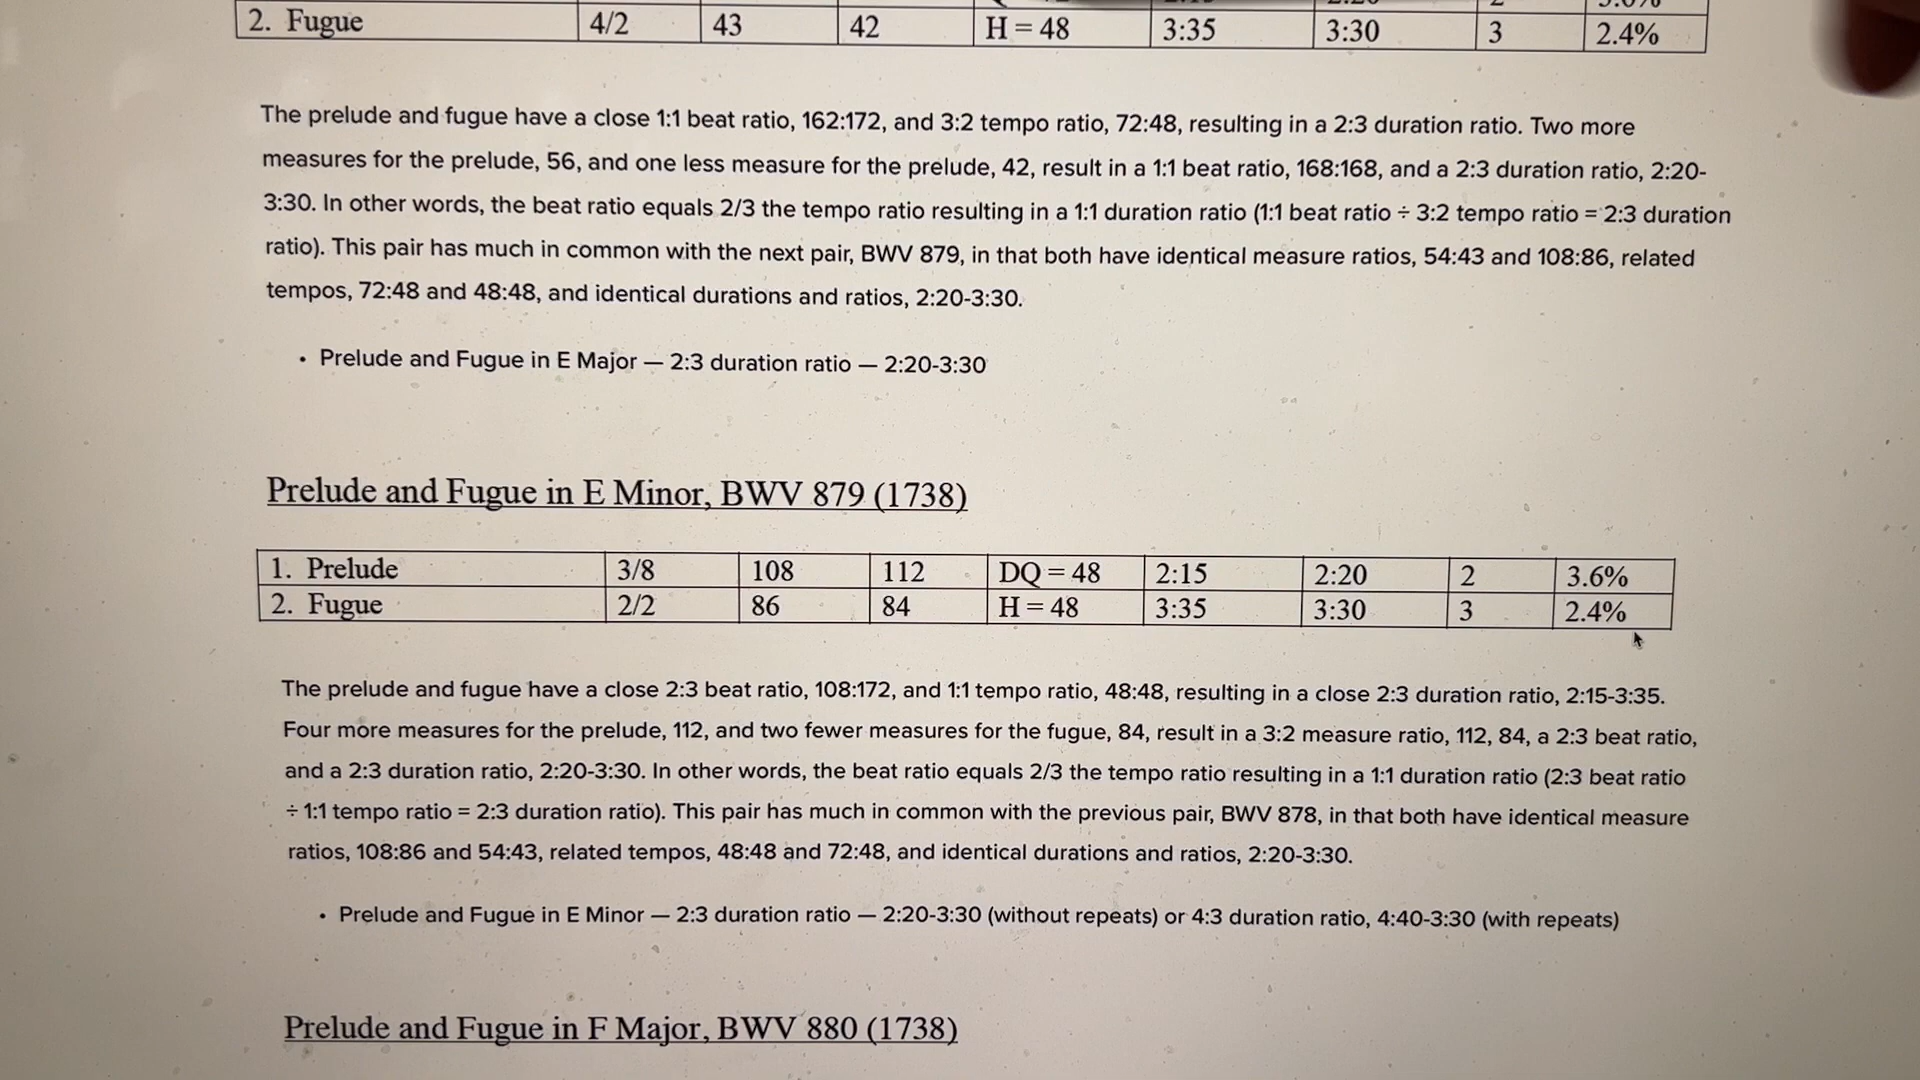 2. Fugue 4/2 43 42 H = 48 3:35 3:30 3 2.4%
The prelude and fugue have a close 1:1 beat ratio, 162:172, and 3:2 tempo ratio, 72:48, resulting in a 2:3 duration ratio. Two more
measures for the prelude, 56, and one less measure for the prelude, 42, result in a 1:1 beat ratio, 168:168, and a 2:3 duration ratio, 2:20-
3:30. In other words, the beat ratio equals 2/3 the tempo ratio resulting in a 1:1 duration ratio (1:1 beat ratio ÷ 3:2 tempo ratio = 2:3 duration
ratio). This pair has much in common with the next pair, BWV 879, in that both have identical measure ratios, 54:43 and 108:86, related
tempos, 72:48 and 48:48, and identical durations and ratios, 2:20-3:30.
• Prelude and Fugue in E Major — 2:3 duration ratio — 2:20-3:30
Prelude and Fugue in E Minor, BWV 879 (1738)
1. Prelude 3/8 108 112 DQ = 48 2:15 2:20 2 3.6%
2. Fugue 2/2 86 84 H = 48 3:35 3:30 3 2.4%
The prelude and fugue have a close 2:3 beat ratio, 108:172, and 1:1 tempo ratio, 48:48, resulting in a close 2:3 duration ratio, 2:15-3:35.
Four more measures for the prelude, 112, and two fewer measures for the fugue, 84, result in a 3:2 measure ratio, 112, 84, a 2:3 beat ratio,
and a 2:3 duration ratio, 2:20-3:30. In other words, the beat ratio equals 2/3 the tempo ratio resulting in a 1:1 duration ratio (2:3 beat ratio
÷ 1:1 tempo ratio = 2:3 duration ratio). This pair has much in common with the previous pair, BWV 878, in that both have identical measure
ratios, 108:86 and 54:43, related tempos, 48:48 and 72:48, and identical durations and ratios, 2:20-3:30.
• Prelude and Fugue in E Minor — 2:3 duration ratio — 2:20-3:30 (without repeats) or 4:3 duration ratio, 4:40-3:30 (with repeats)
Prelude and Fugue in F Major, BWV 880 (1738)